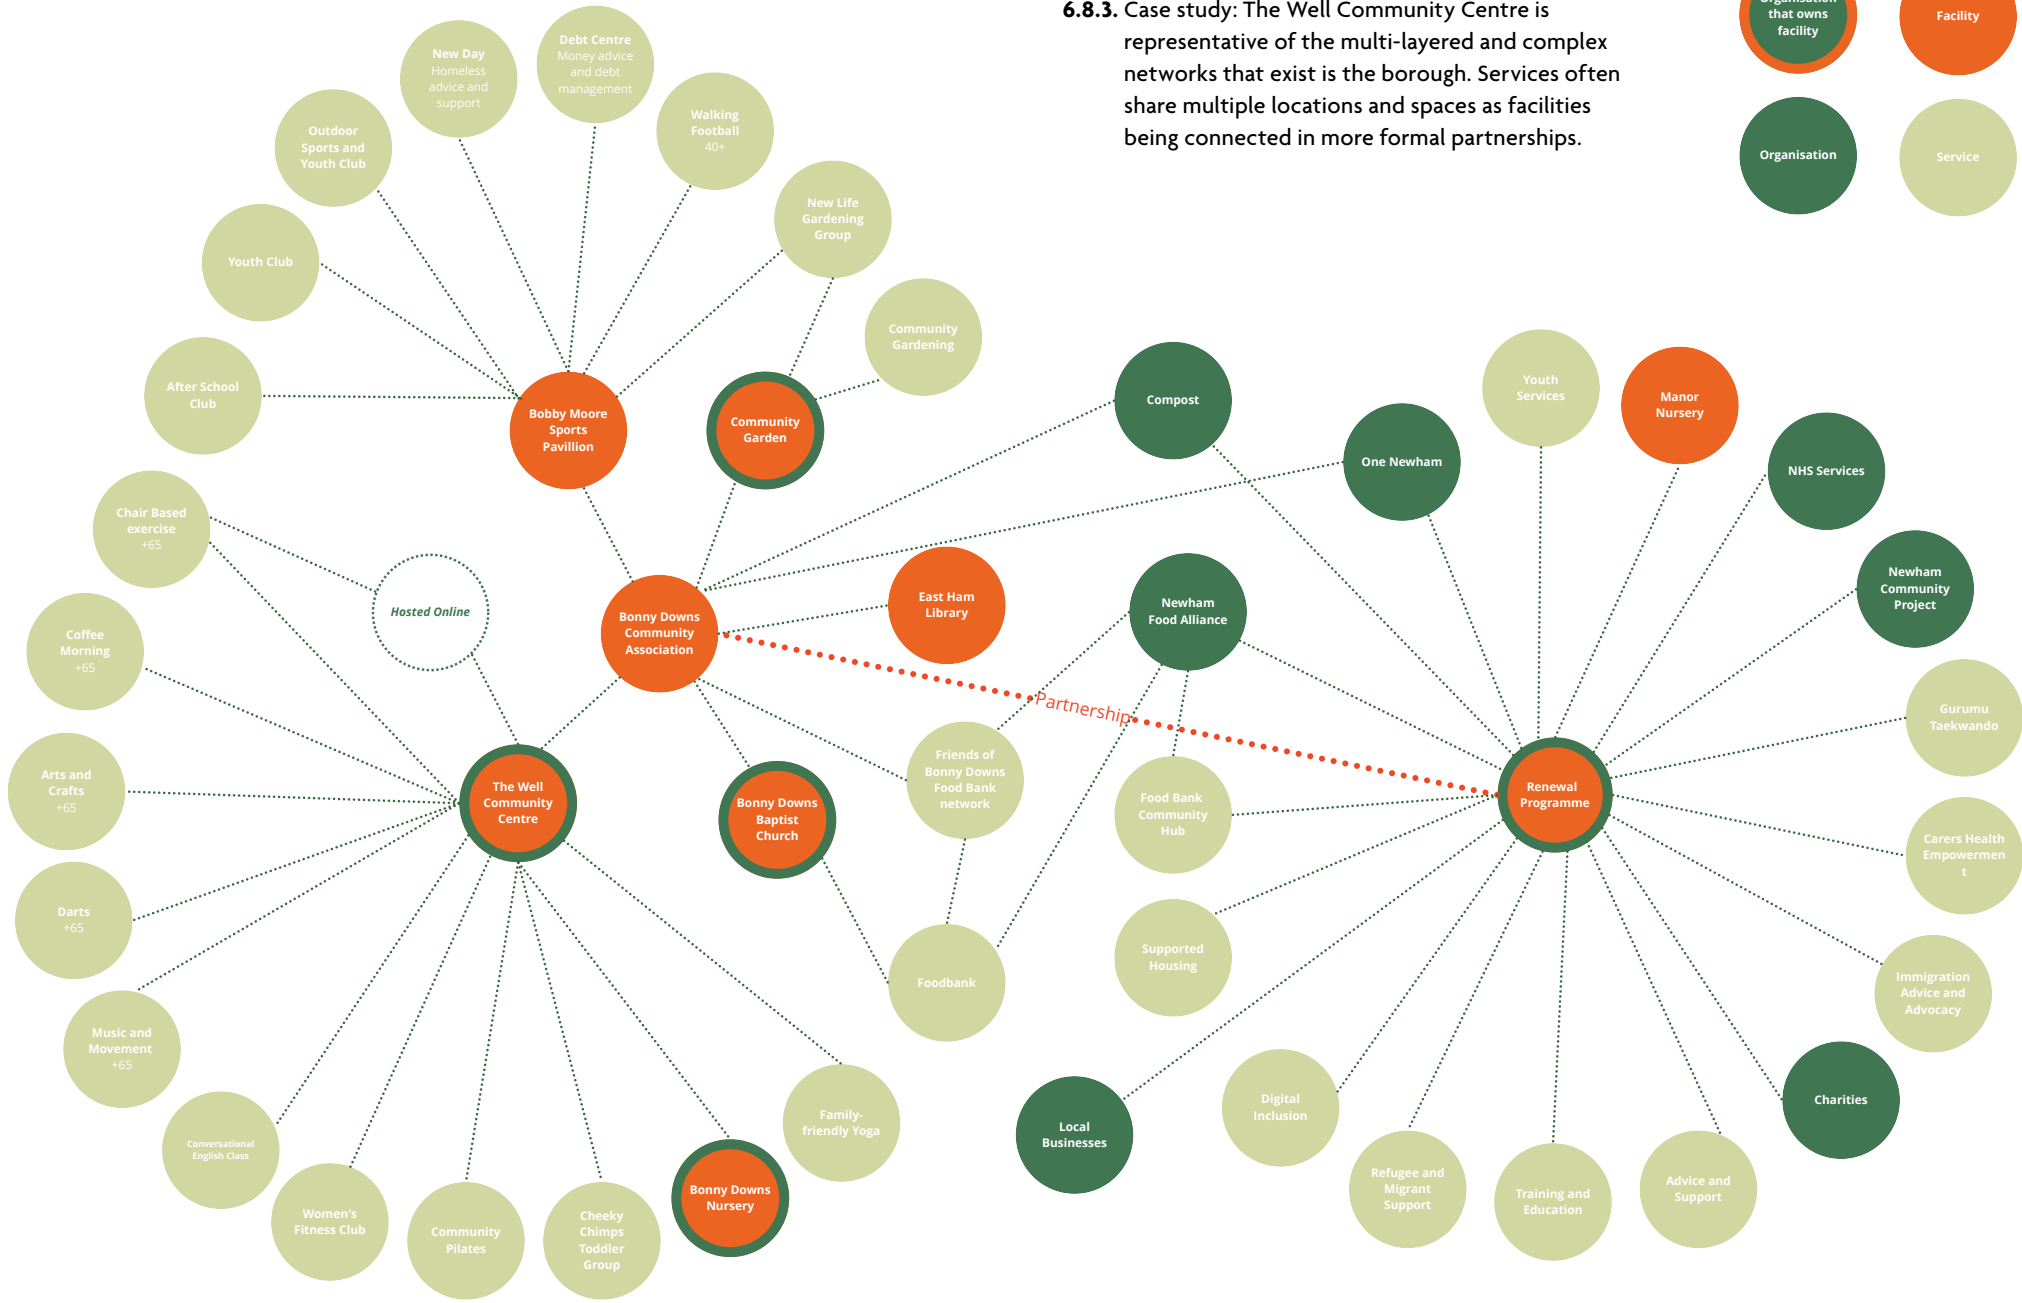 6.8.3. Case study: The Well Community Centre is
representative of the multi-layered and complex
networks that exist is the borough. Services often
share multiple locations and spaces as facilities
being connected in more formal partnerships.
Organisation
that owns
facility
Facility
Organisation
Service
New Day
Homeless
advice and
support
Debt Centre
Money advice
and debt
management
Walking
Football
40+
Outdoor
Sports and
Youth Club
New Life
Gardening
Group
Youth Club
Community
Gardening
After School
Club
Bobby Moore
Sports
Pavillion
Community
Garden
Compost
One Newham
Youth
Services
Manor
Nursery
NHS Services
Chair Based
exercise
+65
Hosted Online
Bonny Downs
Community
Association
East Ham
Library
Newham
Food Alliance
Newham
Community
Project
Coffee
Morning
+65
Partnership
Gurumu
Taekwando
Arts and
Crafts
+65
The Well
Community
Centre
Bonny Downs
Baptist
Church
Friends of
Bonny Downs
Food Bank
network
Food Bank
Community
Hub
Renewal
Programme
Carers Health
Empowermen
t
Darts
+65
Foodbank
Supported
Housing
Immigration
Advice and
Advocacy
Music and
Movement
+65
Conversational
English Class
Women's
Fitness Club
Community
Pilates
Cheeky
Chimps
Toddler
Group
Bonny Downs
Nursery
Family-
friendly Yoga
Local
Businesses
Digital
Inclusion
Refugee and
Migrant
Support
Training and
Education
Advice and
Support
Charities